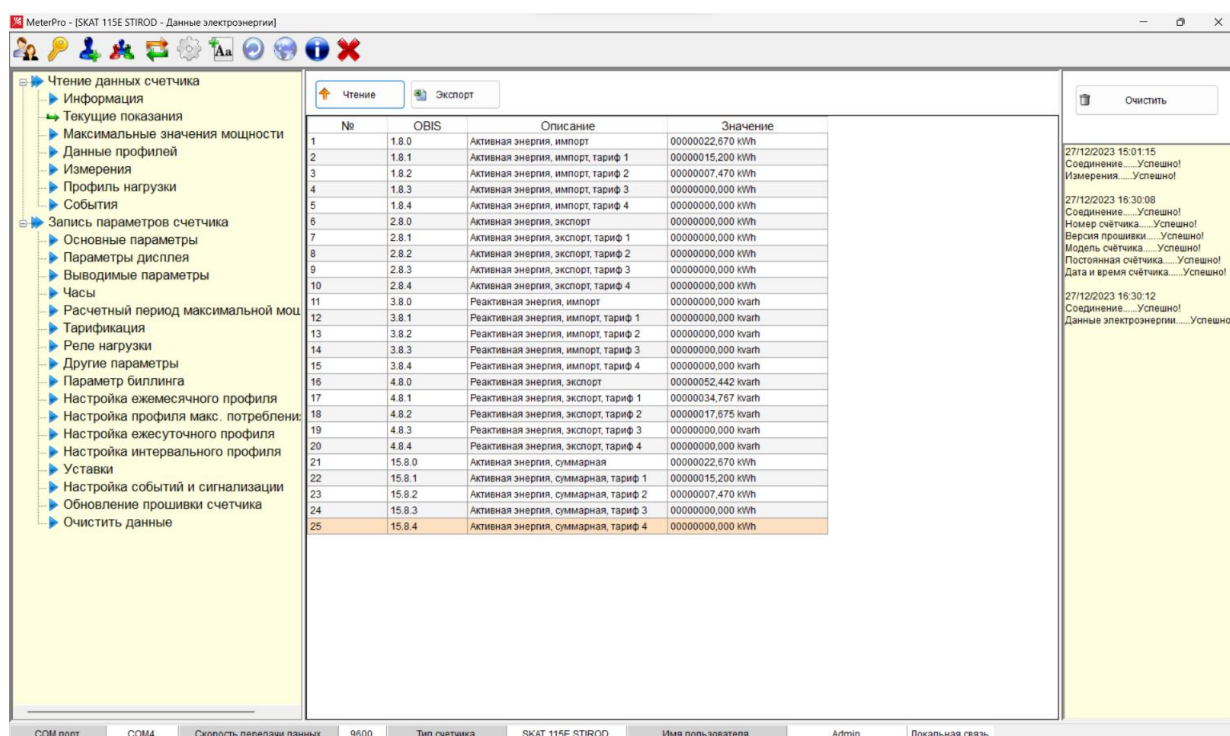 MeterPro - [SKAT 115E STIROD - Данные электроэнергии]
Aa
Чтение данных счетчика
Информация
Текущие показания
Максимальные значения мощности
Данные профилей
Измерения
Профиль нагрузки
События
Запись параметров счетчика
Основные параметры
Параметры дисплея
Выводимые параметры
Часы
Расчетный период максимальной мощ
Тарификация
Реле нагрузки
Другие параметры
Параметр биллинга
Настройка ежемесячного профиля
Настройка профиля макс. потреблени
Настройка ежесуточного профиля
Настройка интервального профиля
Уставки
Настройка событий и сигнализации
Обновление прошивки счетчика
Очистить данные
Чтение Экспорт
№ OBIS Описание Значение
1 1.8.0 Активная энергия, импорт 00000022,670 kWh
2 1.8.1 Активная энергия, импорт, тариф 1 00000015,200 kWh
3 1.8.2 Активная энергия, импорт, тариф 2 00000007,470 kWh
4 1.8.3 Активная энергия, импорт, тариф 3 00000000,000 kWh
5 1.8.4 Активная энергия, импорт, тариф 4 00000000,000 kWh
6 2.8.0 Активная энергия, экспорт 00000000,000 kWh
7 2.8.1 Активная энергия, экспорт, тариф 1 00000000,000 kWh
8 2.8.2 Активная энергия, экспорт, тариф 2 00000000,000 kWh
9 2.8.3 Активная энергия, экспорт, тариф 3 00000000,000 kWh
10 2.8.4 Активная энергия, экспорт, тариф 4 00000000,000 kWh
11 3.8.0 Реактивная энергия, импорт 00000000,000 kvarh
12 3.8.1 Реактивная энергия, импорт, тариф 1 00000000,000 kvarh
13 3.8.2 Реактивная энергия, импорт, тариф 2 00000000,000 kvarh
14 3.8.3 Реактивная энергия, импорт, тариф 3 00000000,000 kvarh
15 3.8.4 Реактивная энергия, импорт, тариф 4 00000000,000 kvarh
16 4.8.0 Реактивная энергия, экспорт 00000052,442 kvarh
17 4.8.1 Реактивная энергия, экспорт, тариф 1 00000034,767 kvarh
18 4.8.2 Реактивная энергия, экспорт, тариф 2 00000017,675 kvarh
19 4.8.3 Реактивная энергия, экспорт, тариф 3 00000000,000 kvarh
20 4.8.4 Реактивная энергия, экспорт, тариф 4 00000000,000 kvarh
21 15.8.0 Активная энергия, суммарная 00000022,670 kWh
22 15.8.1 Активная энергия, суммарная, тариф 1 00000015,200 kWh
23 15.8.2 Активная энергия, суммарная, тариф 2 00000007,470 kWh
24 15.8.3 Активная энергия, суммарная, тариф 3 00000000,000 kWh
25 15.8.4 Активная энергия, суммарная, тариф 4 00000000,000 kWh
Очистить
27/12/2023 15:01:15
Соединение......Успешно!
Измерения......Успешно!
27/12/2023 16:30:08
Соединение......Успешно!
Номер счётчика......Успешно!
Версия прошивки......Успешно!
Модель счётчика......Успешно!
Постоянная счётчика......Успешно!
Дата и время счётчика......Успешно!
27/12/2023 16:30:12
Соединение......Успешно!
Данные электроэнергии......Успешно
COM порт COM4 Скорость передачи данных 9600 Тип счетчика SKAT 115E STIROD Имя пользователя Admin Локальная связь